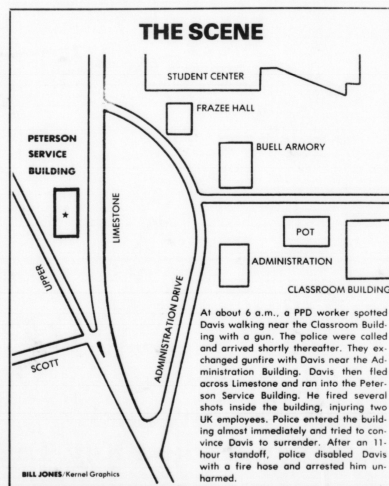 THE SCENE
STUDENT CENTER
FRAZEE HALL
BUELL ARMORY
PETERSON
SERVICE
BUILDING
*
LIMESTONE
ADMINISTRATION DRIVE
UPPER
SCOTT
POT
ADMINISTRATION
CLASSROOM BUILDING
At about 6 a.m., a PPD worker spotted
Davis walking near the Classroom Build-
ing with a gun. The police were called
and arrived shortly thereafter. They ex-
changed gunfire with Davis near the Ad-
ministration Building. Davis then fled
across Limestone and ran into the Peter-
son Service Building. He fired several
shots inside the building, injuring two
UK employees. Police entered the build-
ing almost immediately and tried to con-
vince Davis to surrender. After an 11-
hour standoff, police disabled Davis
with a fire hose and arrested him un-
harmed.
BILL JONES/Kernel Graphics